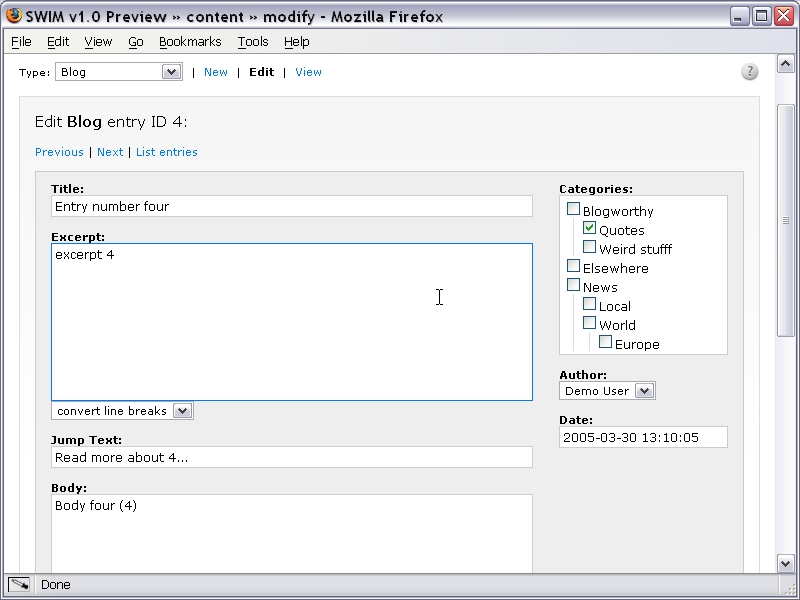 SWIM v1.0 Preview » content » modify - Mozilla Firefox
File Edit View Go Bookmarks Tools Help
Type: Blog | New | Edit | View ?
Edit Blog entry ID 4:
Previous | Next | List entries
Title:
Entry number four
Excerpt:
excerpt 4
convert line breaks
Jump Text:
Read more about 4...
Body:
Body four (4)
Categories:
Blogworthy
Quotes
Weird stufff
Elsewhere
News
Local
World
Europe
Author:
Demo User
Date:
2005-03-30 13:10:05
Done